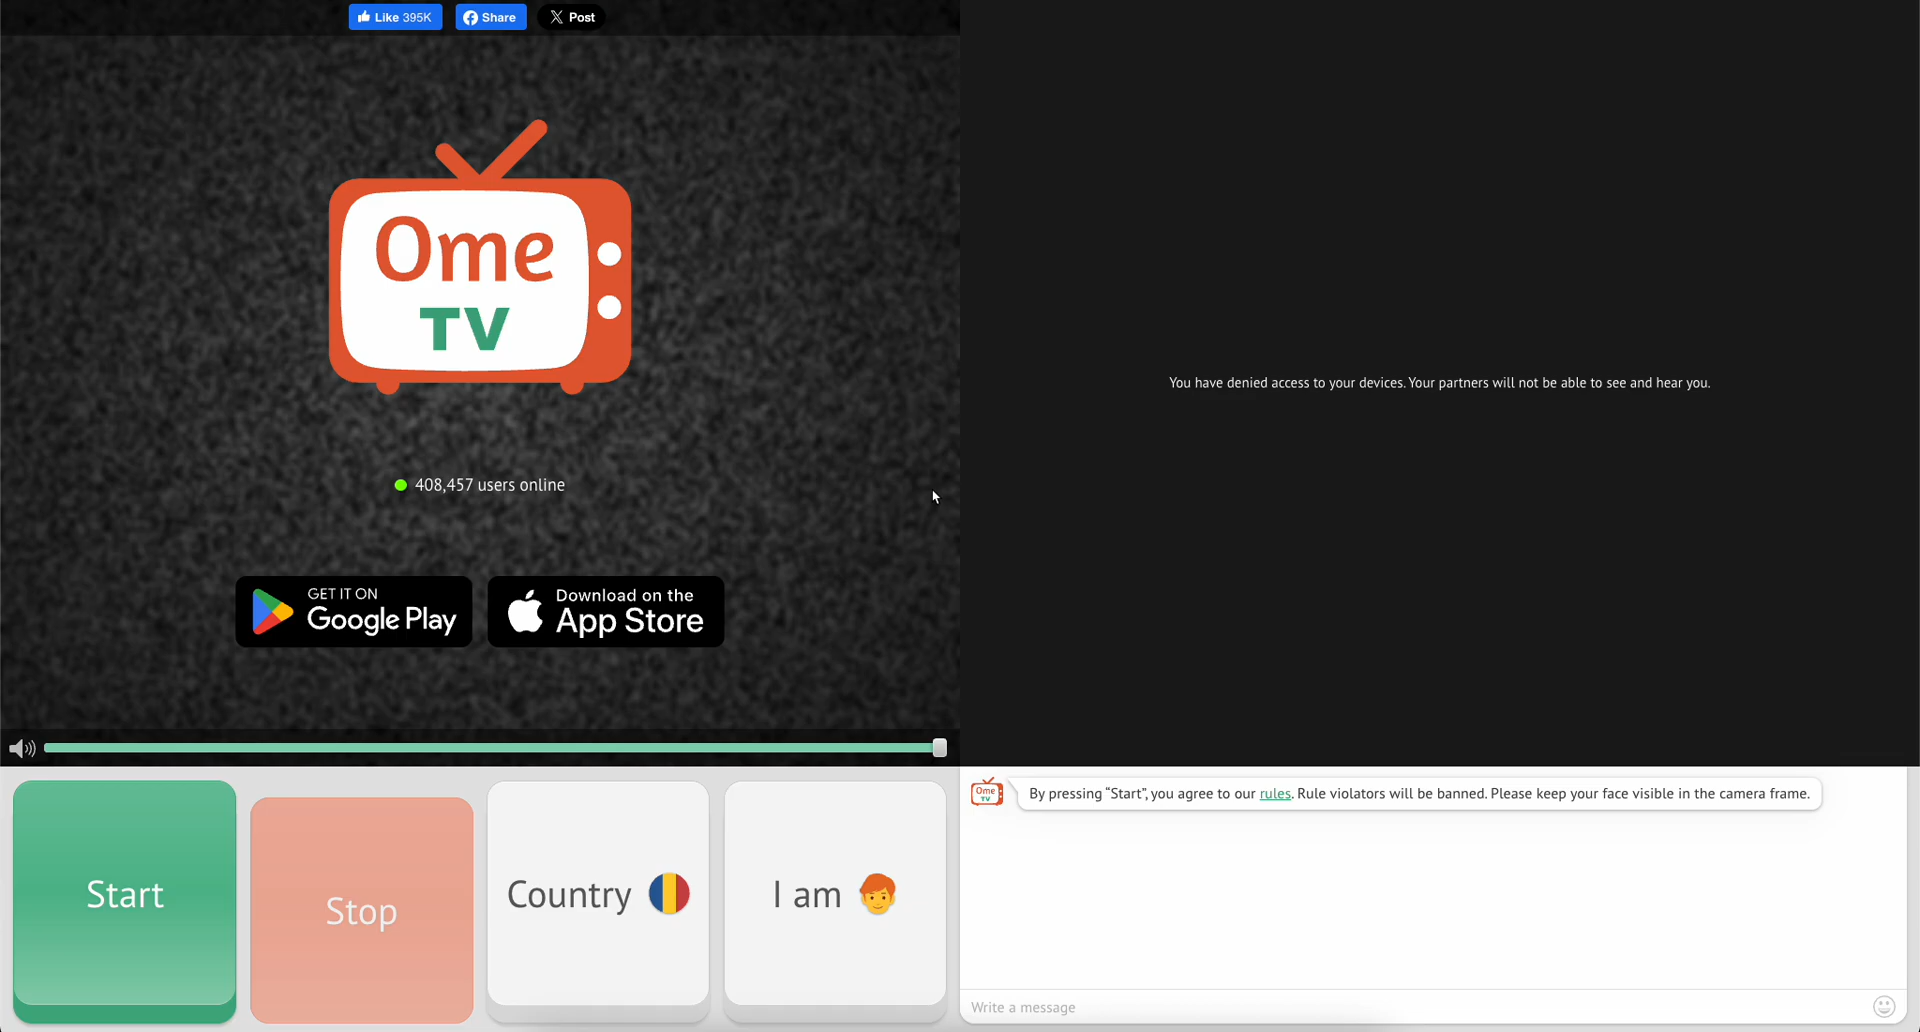 Like 395K
Share
Post
Ome
TV
408,457 users online
GET IT ON
Google Play
Download on the
App Store
You have denied access to your devices. Your partners will not be able to see and hear you.
Start
Stop
Country
I am
Ome
TV
By pressing “Start”, you agree to our rules. Rule violators will be banned. Please keep your face visible in the camera frame.
Write a message